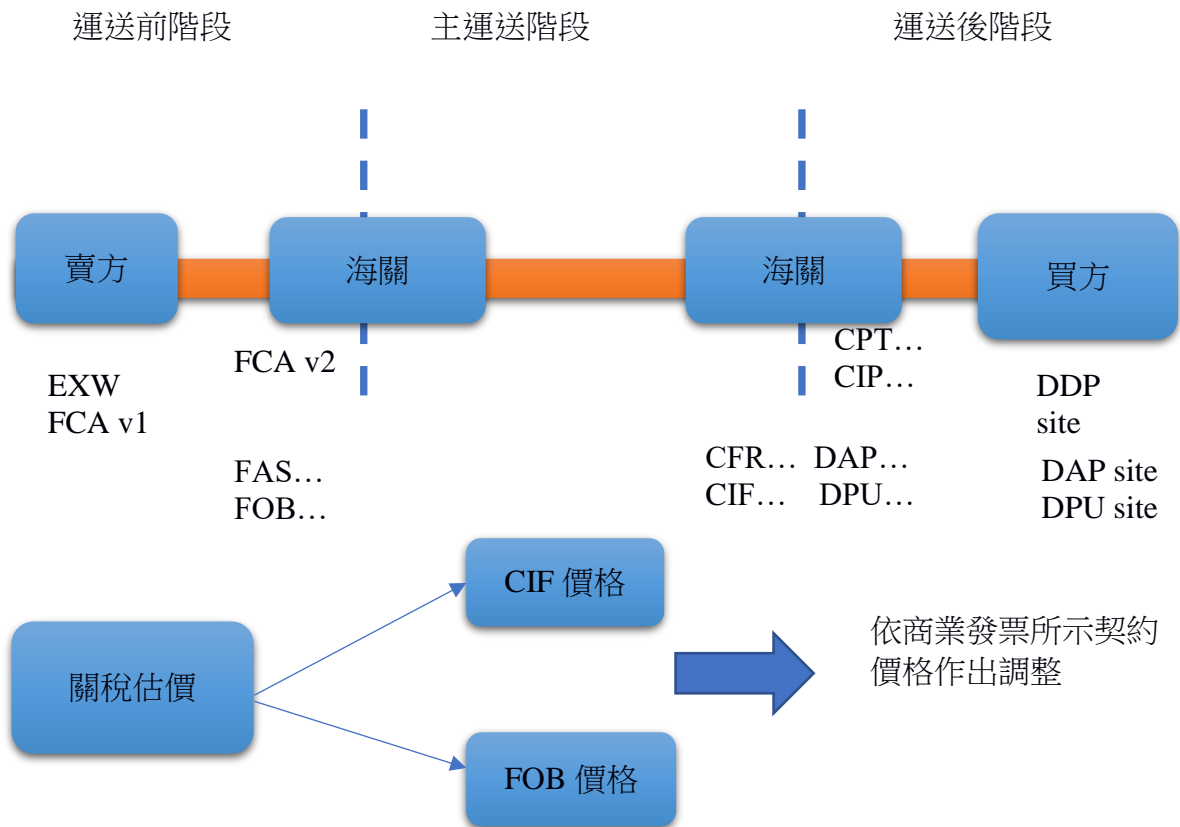 運送前階段
主運送階段
運送後階段
賣方
海關
海關
買方
EXW
FCA v1
FCA v2
FAS…
FOB…
CPT…
CIP…
CFR… DAP…
CIF… DPU…
DDP
site
DAP site
DPU site
關稅估價
CIF 價格
FOB 價格
依商業發票所示契約
價格作出調整